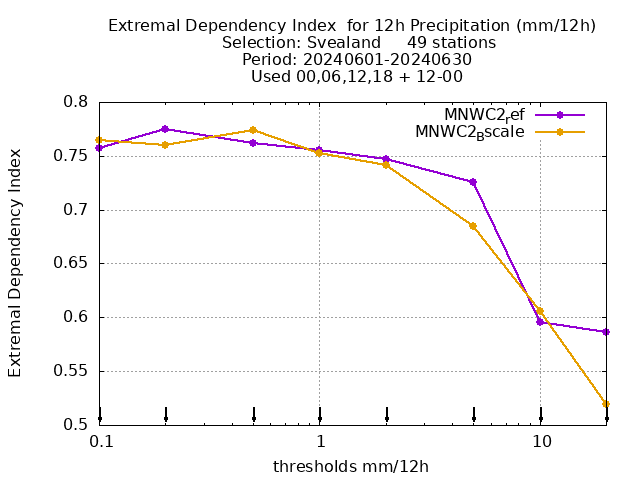 Extremal Dependency Index  for 12h Precipitation (mm/12h)
Selection: Svealand     49 stations
Period: 20240601-20240630
Used 00,06,12,18 + 12-00
MNWC2ref
MNWC2Bscale
0.8
0.75
0.7
0.65
0.6
0.55
0.5
Extremal Dependency Index
0.1
1
10
thresholds mm/12h